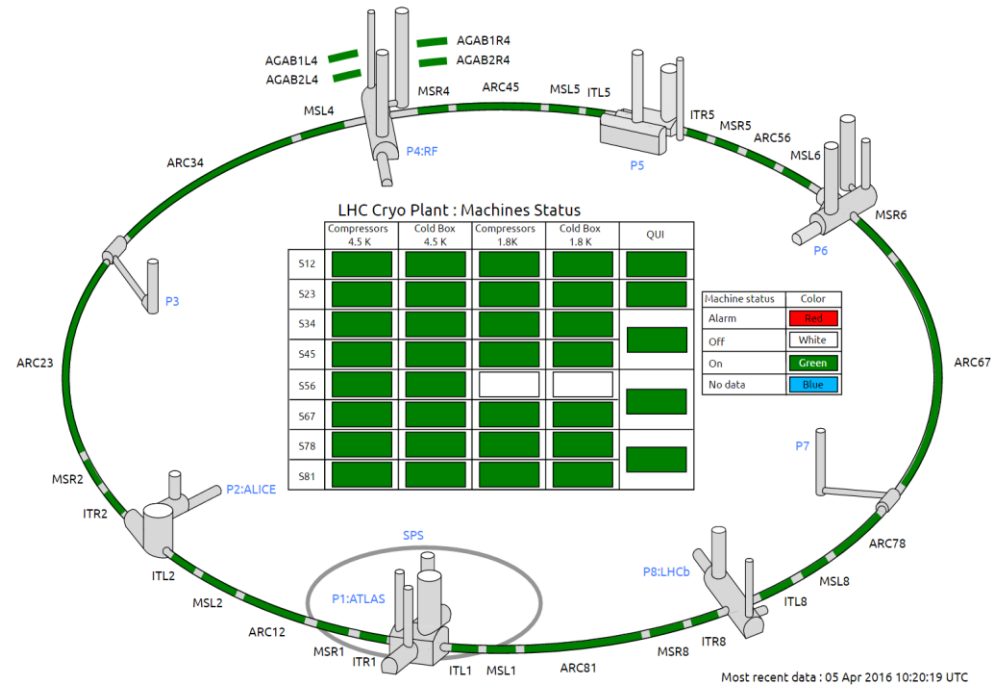 AGAB1L4
AGAB2L4
AGAB1R4
AGAB2R4
MSL4
MSR4
ARC45
MSL5
ITL5
ITR5
MSR5
ARC56
MSL6
P4:RF
P5
ARC34
MSR6
P6
LHC Cryo Plant : Machines Status
Compressors 4.5 K
Cold Box 4.5 K
Compressors 1.8K
Cold Box 1.8 K
QUI
S12
S23
S34
S45
S56
S67
S78
S81
Machine status Color
Alarm Red
Off White
On Green
No data Blue
P3
ARC23
ARC67
P7
MSR2
ITR2
P2:ALICE
SPS
ARC78
ITL2
MSL2
P1:ATLAS
P8:LHCb
MSL8
ITL8
ARC12
MSR1
ITR1
ITL1
MSL1
ARC81
MSR8
ITR8
Most recent data : 05 Apr 2016 10:20:19 UTC